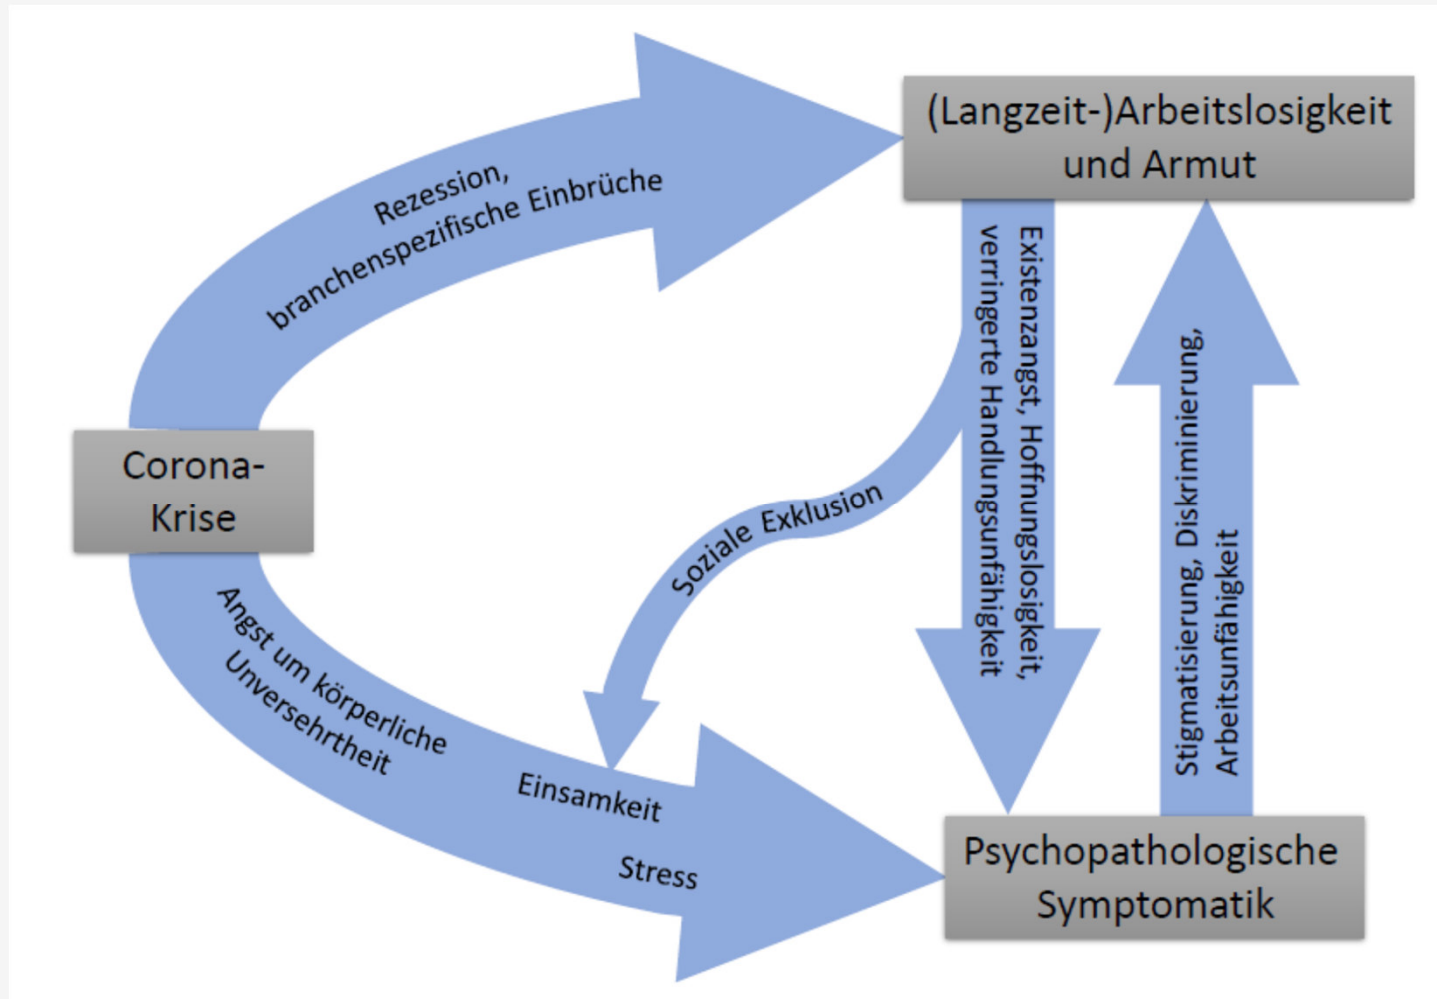 Rezession,
branchenspezifische Einbrüche
(Langzeit-)Arbeitslosigkeit
und Armut
Existenzangst, Hoffnungslosigkeit,
verringerte Handlungsunfähigkeit
Stigmatisierung, Diskriminierung,
Arbeitsunfähigkeit
Corona-
Krise
Soziale Exklusion
Angst um körperliche
Unversehrtheit
Einsamkeit
Stress
Psychopathologische
Symptomatik